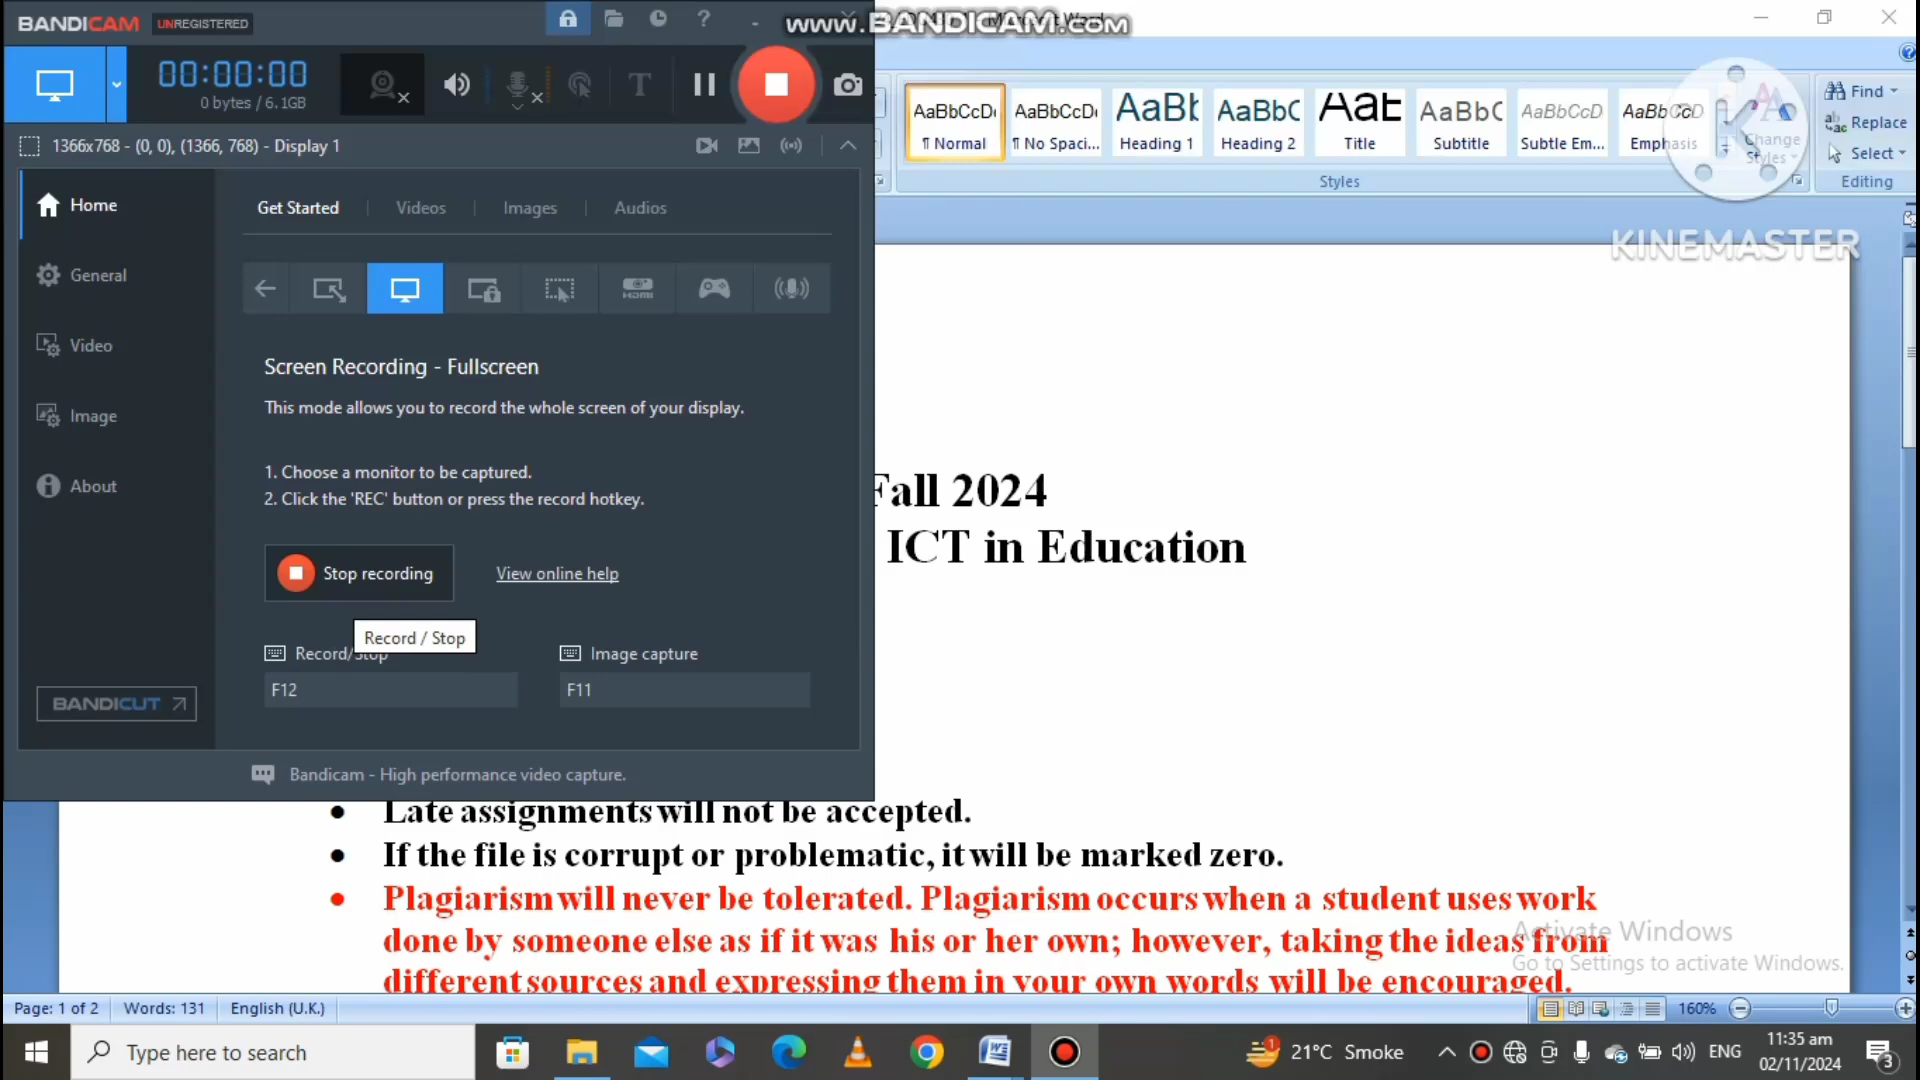 BANDICAM UNREGISTERED
www.BANDICAM.com
00:00:00
0 bytes / 6.1GB
1366x768 - (0, 0), (1366, 768) - Display 1
Home
General
Video
Image
About
BANDICUT
Get Started
Videos
Images
Audios
HDMI
Screen Recording - Fullscreen
This mode allows you to record the whole screen of your display.
1. Choose a monitor to be captured.
2. Click the 'REC' button or press the record hotkey.
Stop recording
View online help
Record / Stop
Record/Stop
Image capture
F12
F11
Bandicam - High performance video capture.
AaBbCcDc
¶ Normal
AaBbCcDc
¶ No Spaci...
Heading 1
AaBbC
Heading 2
Title
AaBbC
Subtitle
AaBbCcD
Subtle Em...
AaBbCcD
Emphasis
Change
Styles
Styles
Find
Replace
Select
Editing
KINEMASTER
Fall 2024
ICT in Education
• Late assignments will not be accepted.
• If the file is corrupt or problematic, it will be marked zero.
• Plagiarism will never be tolerated. Plagiarism occurs when a student uses work
done by someone else as if it was his or her own; however, taking the ideas from
different sources and expressing them in your own words will be encouraged.
Activate Windows
Go to Settings to activate Windows.
Page: 1 of 2
Words: 131
English (U.K.)
160%
Type here to search
21°C Smoke
ENG
11:35 am
02/11/2024
3